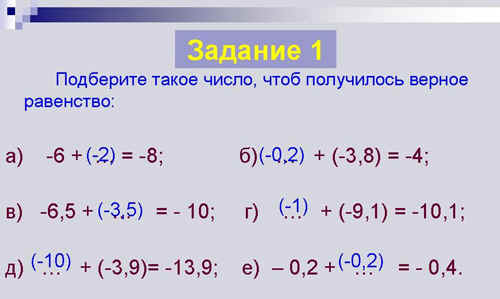 Задание 1
Подберите такое число, чтоб получилось верное
равенство:
а) -6 + (-2) = -8; б) (-0,2) + (-3,8) = -4;
в) -6,5 + (-3,5) = - 10; г) (-1) + (-9,1) = -10,1;
д) (-10) + (-3,9)= -13,9; е) – 0,2 + (-0,2) = - 0,4.